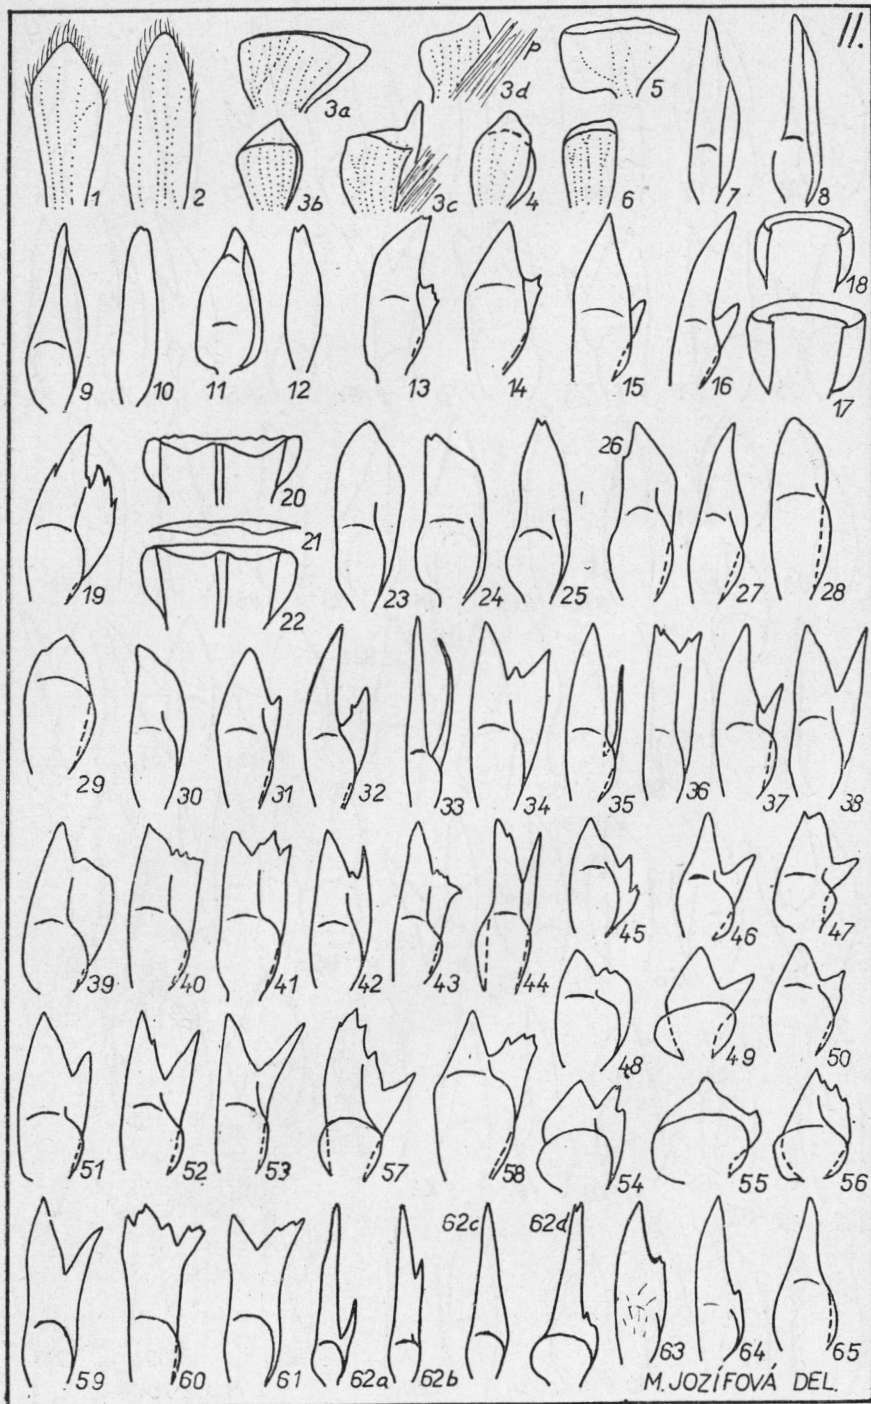 II.
1 2 3a 3d p 5
3b 3c 4 6 7 8
9 10 11 12 13 14 15 16 18
17
19 20 21 22 23 24 25 26 27 28
29 30 31 32 33 34 35 36 37 38
39 40 41 42 43 44 45 46 47
48 49 50
51 52 53 57 58 54 55 56
62c 62d
59 60 61 62a 62b 63 64 65
M. JOZÍFOVÁ DEL.